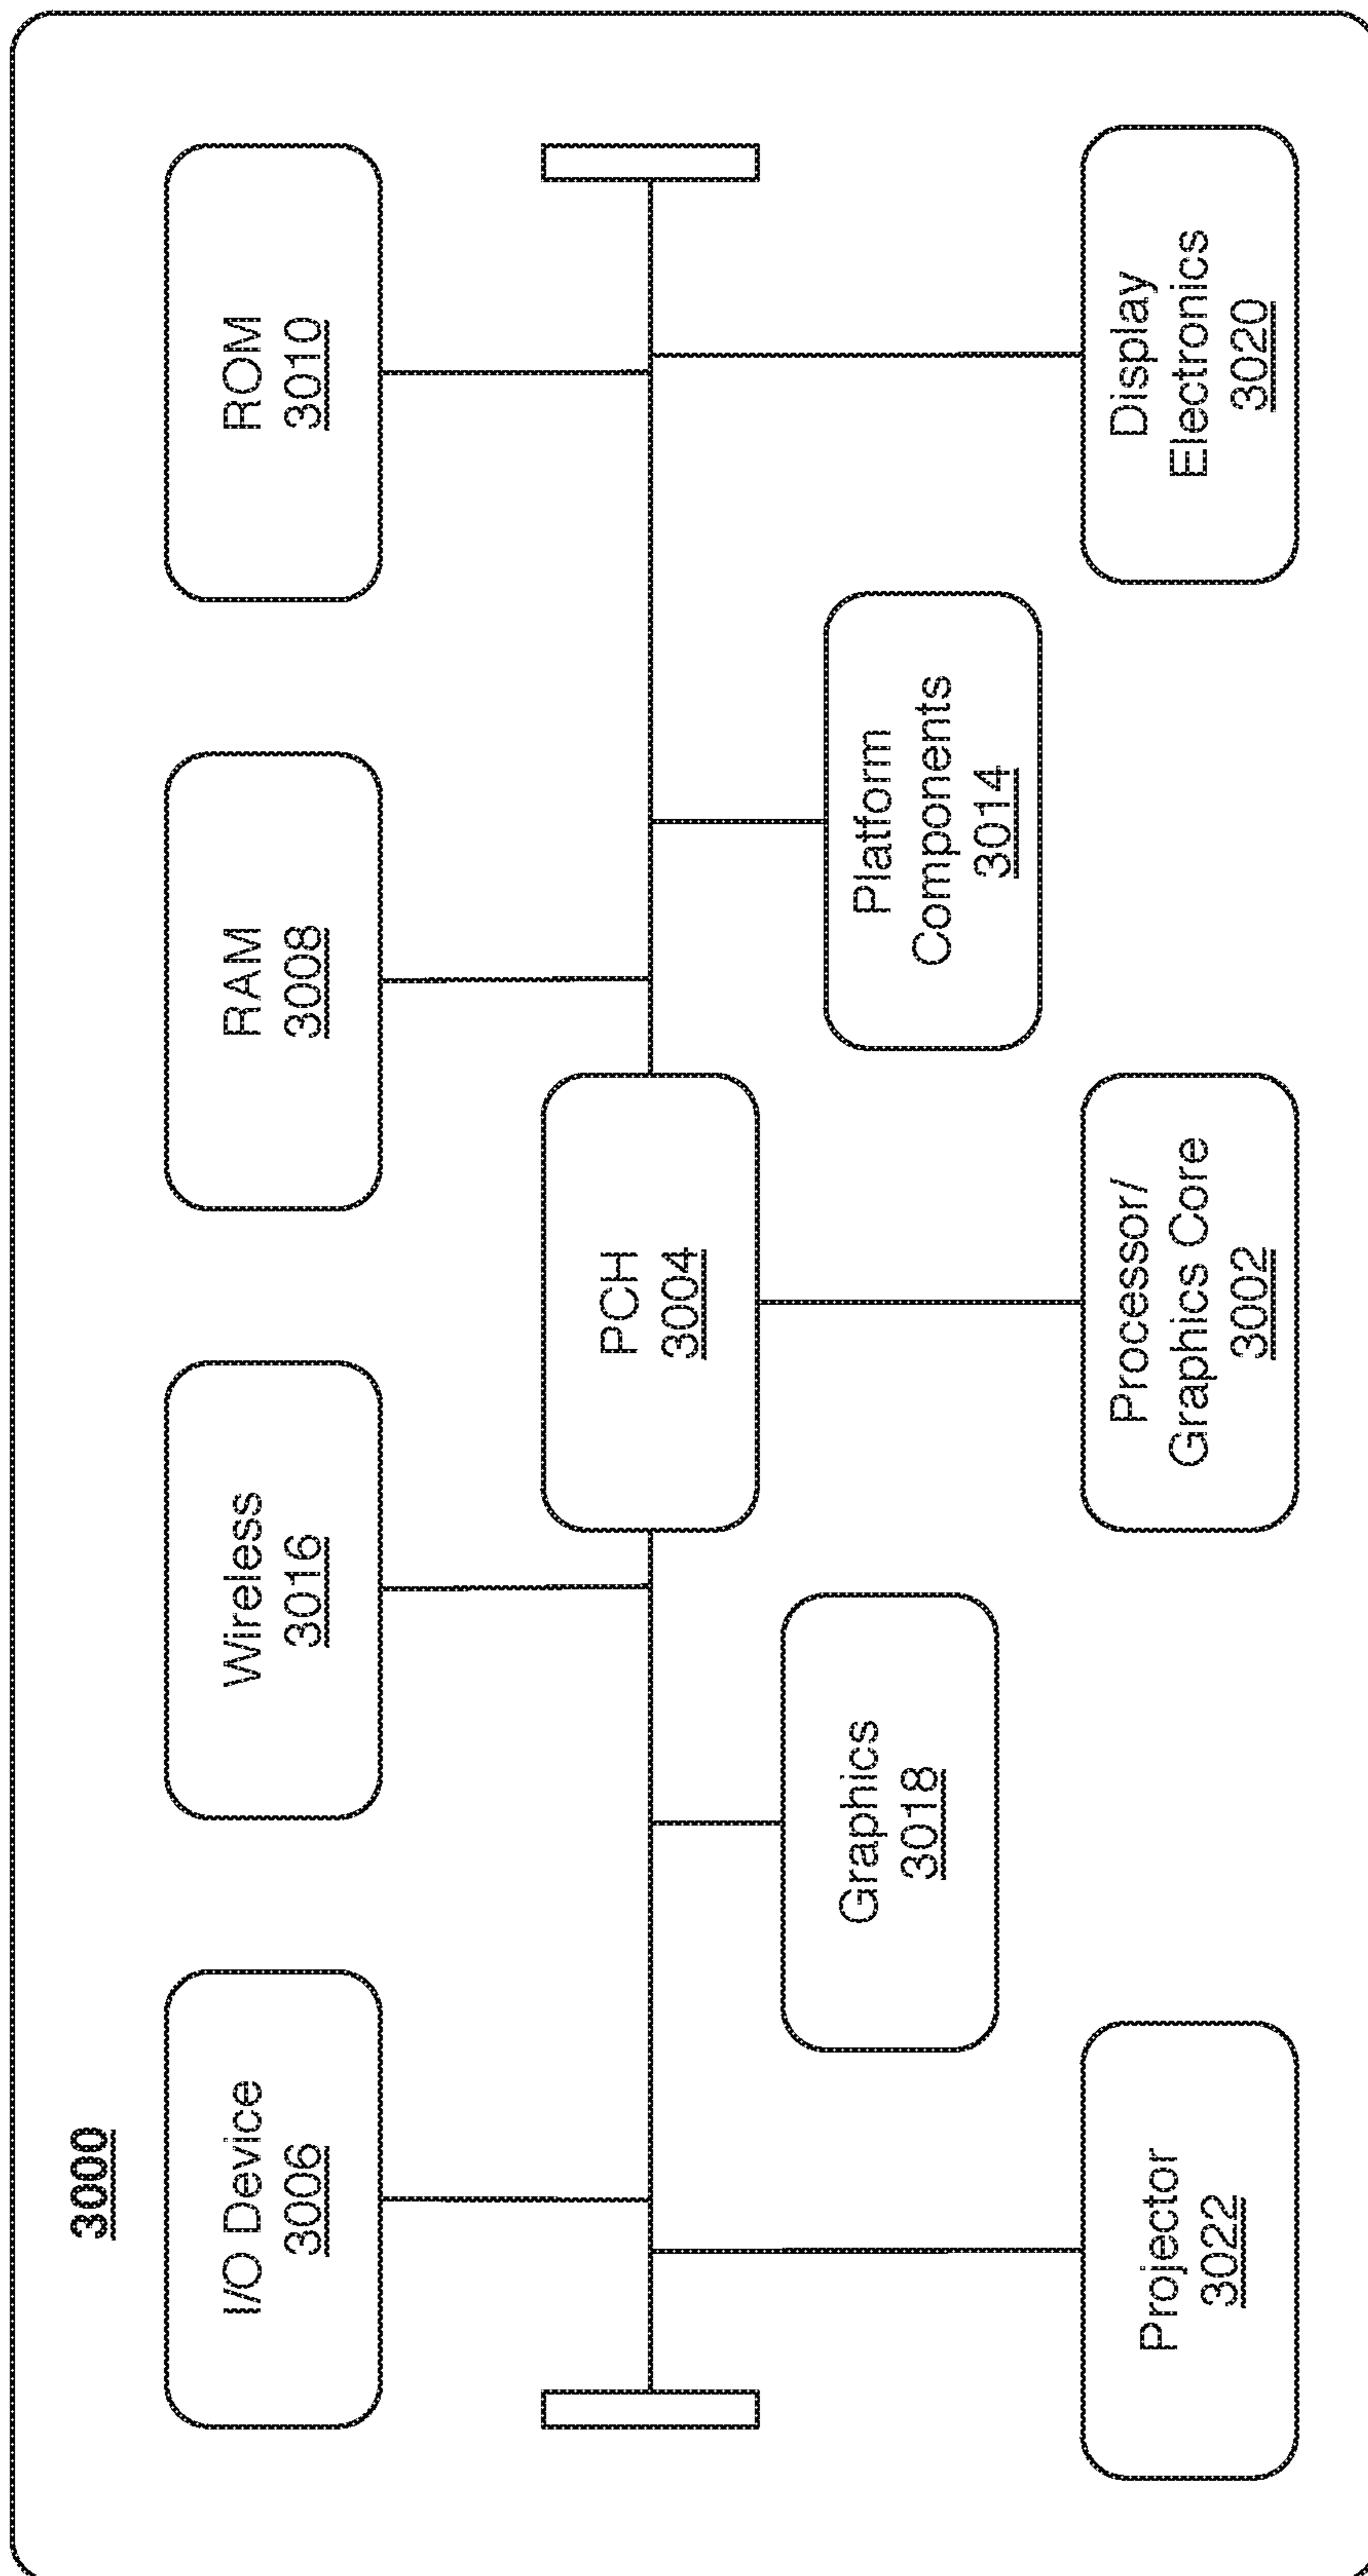 3000
I/O Device
3006
Wireless
3016
RAM
3008
ROM
3010
PCH
3004
Graphics
3018
Platform
Components
3014
Projector
3022
Processor/
Graphics Core
3002
Display
Electronics
3020